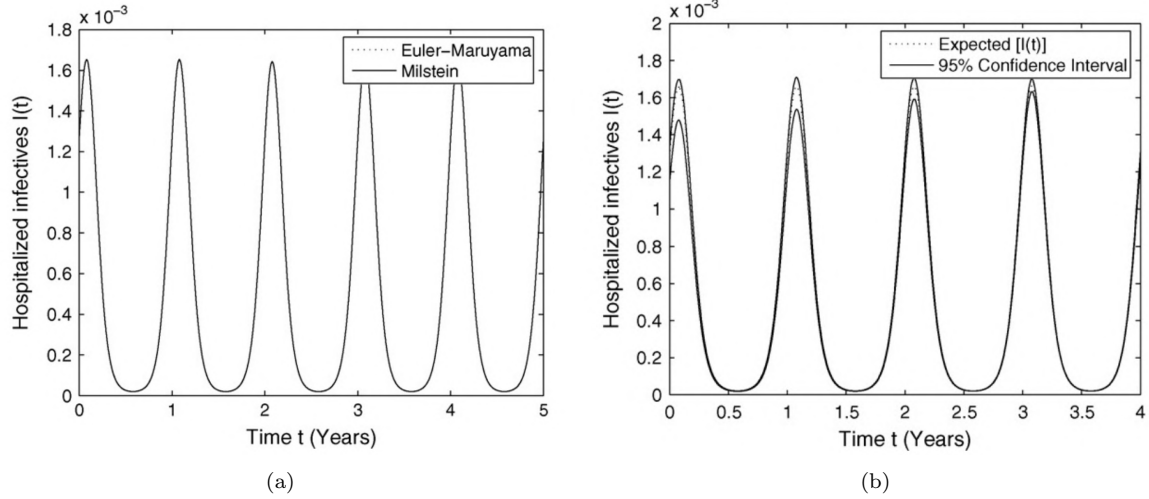 × 10⁻³
1.8
1.6
1.4
1.2
1
0.8
0.6
0.4
0.2
0
Hospitalized infectives I(t)
Euler-Maruyama
Milstein
0 1 2 3 4 5
Time t (Years)
(a)
× 10⁻³
2
1.8
1.6
1.4
1.2
1
0.8
0.6
0.4
0.2
0
Hospitalized infectives I(t)
Expected [I(t)]
95% Confidence Interval
0 0.5 1 1.5 2 2.5 3 3.5 4
Time t (Years)
(b)